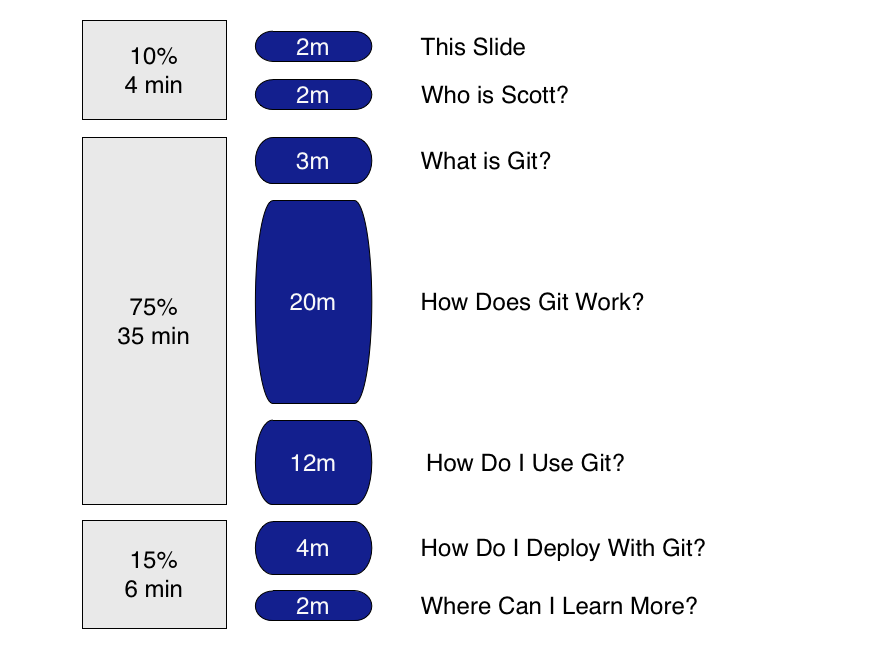 10%
4 min
2m This Slide
2m Who is Scott?
75%
35 min
3m What is Git?
20m How Does Git Work?
12m How Do I Use Git?
15%
6 min
4m How Do I Deploy With Git?
2m Where Can I Learn More?